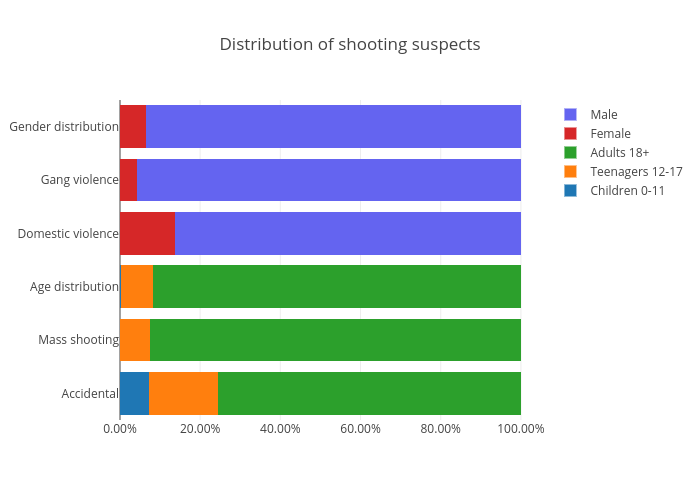 Distribution of shooting suspects
Gender distribution
Gang violence
Domestic violence
Age distribution
Mass shooting
Accidental
0.00%
20.00%
40.00%
60.00%
80.00%
100.00%
Male
Female
Adults 18+
Teenagers 12-17
Children 0-11